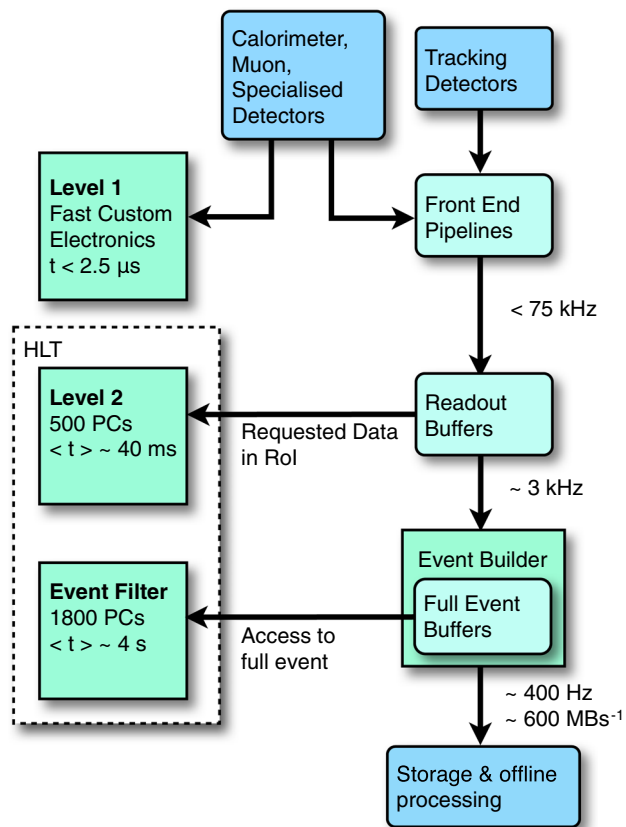 Calorimeter,
Muon,
Specialised
Detectors
Tracking
Detectors
Level 1
Fast Custom
Electronics
t < 2.5 µs
Front End
Pipelines
< 75 kHz
HLT
Level 2
500 PCs
< t > ~ 40 ms
Requested Data
in RoI
Readout
Buffers
~ 3 kHz
Event Builder
Full Event
Buffers
Event Filter
1800 PCs
< t > ~ 4 s
Access to
full event
~ 400 Hz
~ 600 MBs⁻¹
Storage & offline
processing